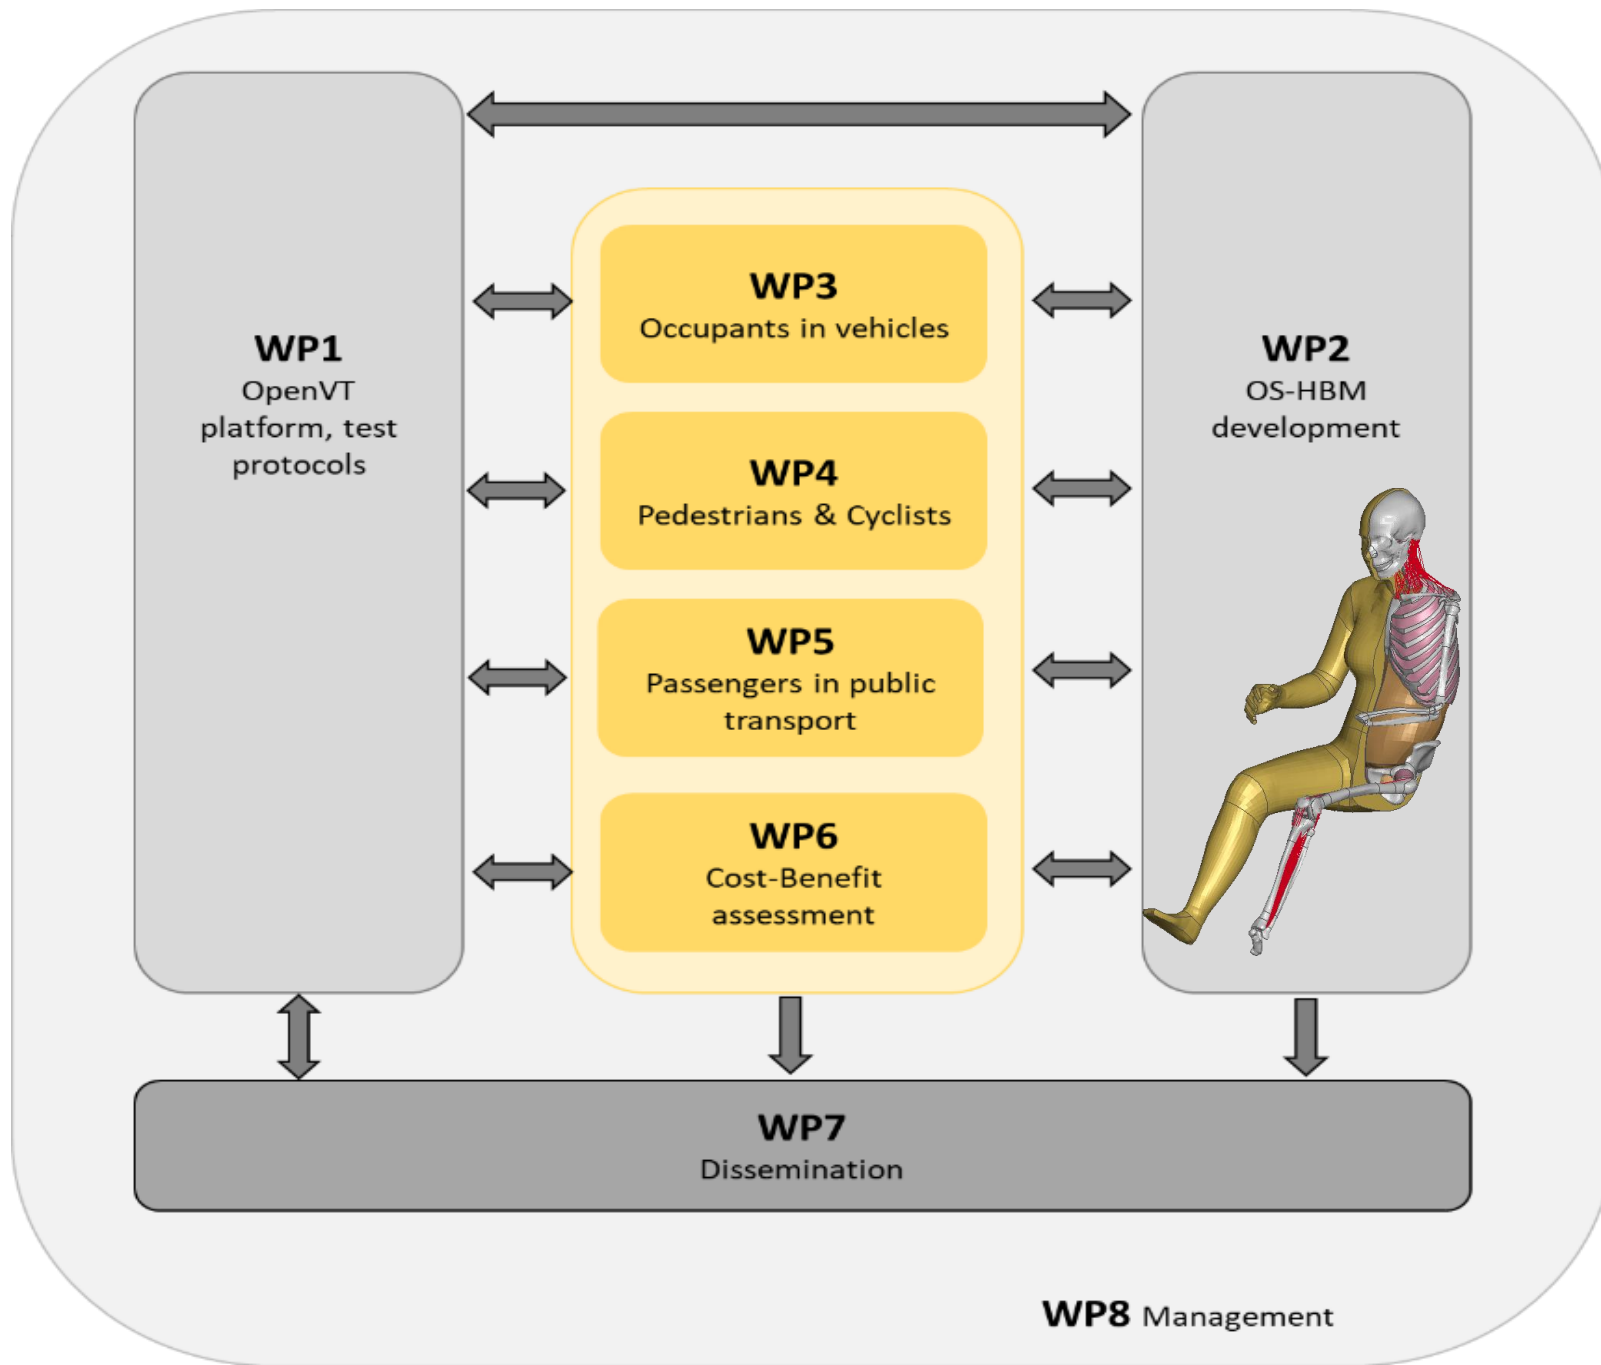 WP1
OpenVT
platform, test
protocols
WP3
Occupants in vehicles
WP4
Pedestrians & Cyclists
WP5
Passengers in public
transport
WP6
Cost-Benefit
assessment
WP2
OS-HBM
development
WP7
Dissemination
WP8 Management